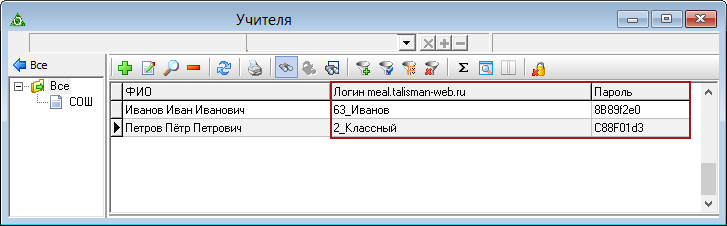 Учителя
Все
Все
СОШ
ФИО Логин meal.talisman-web.ru Пароль
Иванов Иван Иванович 63_Иванов 8B89f2e0
Петров Пётр Петрович 2_Классный C88F01d3